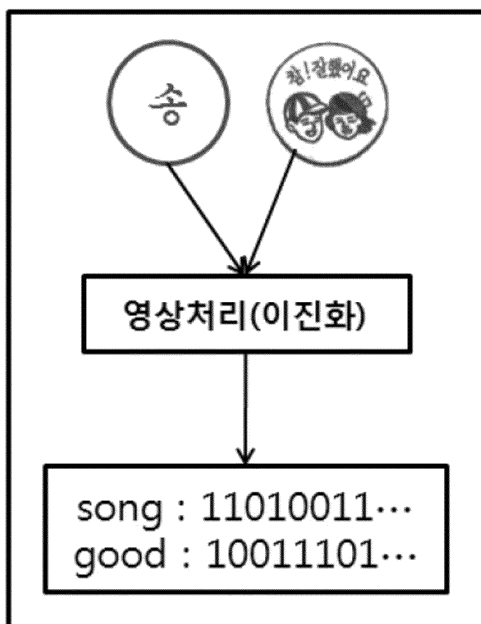 송
참!잘했어요
영상처리(이진화)
song : 11010011…
good : 10011101…